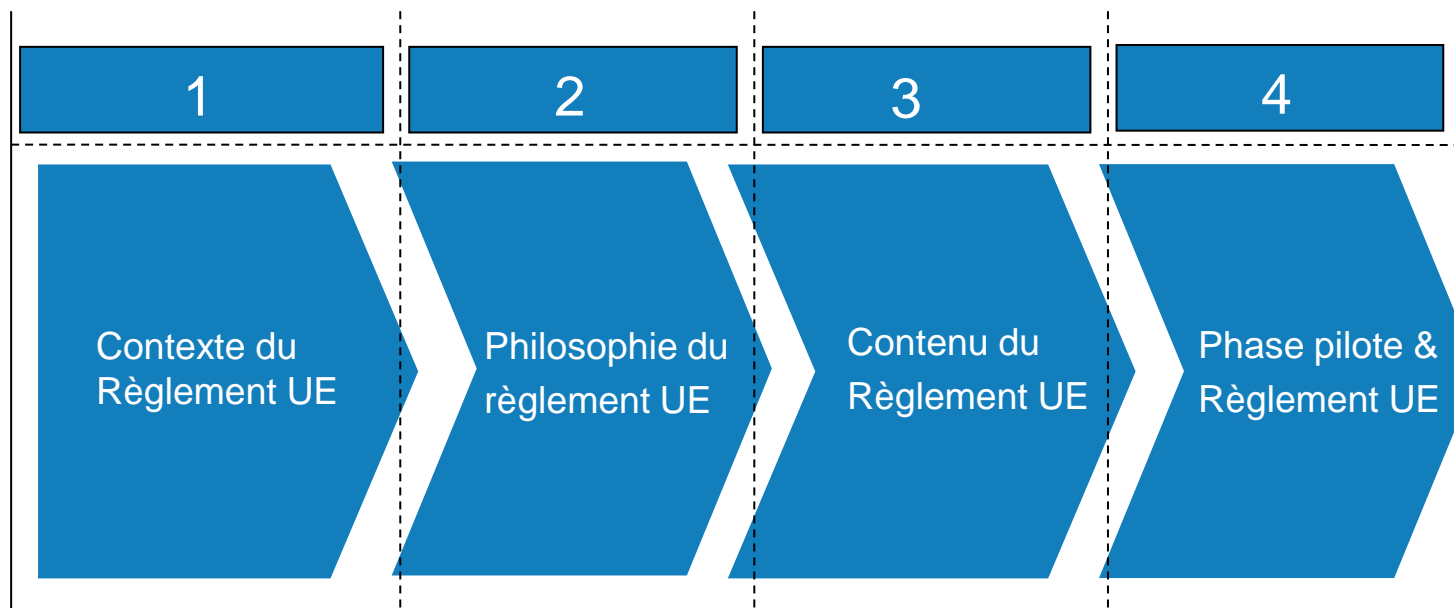 1
2
3
4
Contexte du
Règlement UE
Philosophie du
règlement UE
Contenu du
Règlement UE
Phase pilote &
Règlement UE